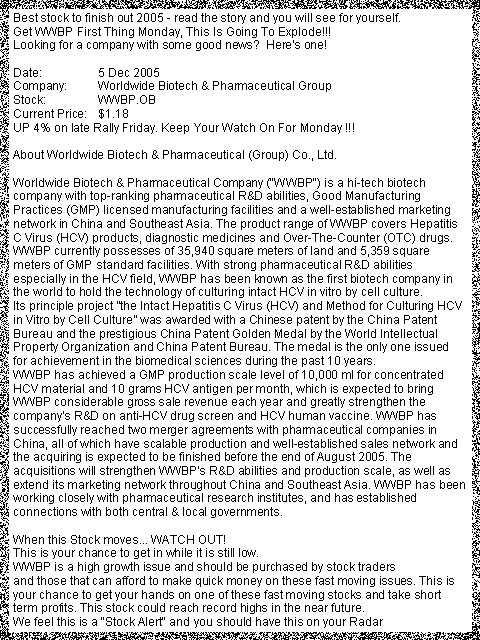 Best stock to finish out 2005 - read the story and you will see for yourself.
Get WWBP First Thing Monday, This Is Going To Explode!!!
Looking for a company with some good news? Here's one!
Date: 5 Dec 2005
Company: Worldwide Biotech & Pharmaceutical Group
Stock: WWBP.OB
Current Price: $1.18
UP 4% on late Rally Friday. Keep Your Watch On For Monday !!!
About Worldwide Biotech & Pharmaceutical (Group) Co., Ltd.
Worldwide Biotech & Pharmaceutical Company ("WWBP") is a hi-tech biotech
company with top-ranking pharmaceutical R&D abilities, Good Manufacturing
Practices (GMP) licensed manufacturing facilities and a well-established marketing
network in China and Southeast Asia. The product range of WWBP covers Hepatitis
C Virus (HCV) products, diagnostic medicines and Over-The-Counter (OTC) drugs.
WWBP currently possesses of 35,940 square meters of land and 5,359 square
meters of GMP standard facilities. With strong pharmaceutical R&D abilities
especially in the HCV field, WWBP has been known as the first biotech company in
the world to hold the technology of culturing intact HCV in vitro by cell culture.
Its principle project "the Intact Hepatitis C Virus (HCV) and Method for Culturing HCV
in Vitro by Cell Culture" was awarded with a Chinese patent by the China Patent
Bureau and the prestigious China Patent Golden Medal by the World Intellectual
Property Organization and China Patent Bureau. The medal is the only one issued
for achievement in the biomedical sciences during the past 10 years.
WWBP has achieved a GMP production scale level of 10,000 ml for concentrated
HCV material and 10 grams HCV antigen per month, which is expected to bring
WWBP considerable gross sale revenue each year and greatly strengthen the
company's R&D on anti-HCV drug screen and HCV human vaccine. WWBP has
successfully reached two merger agreements with pharmaceutical companies in
China, all of which have scalable production and well-established sales network and
the acquiring is expected to be finished before the end of August 2005. The
acquisitions will strengthen WWBP's R&D abilities and production scale, as well as
extend its marketing network throughout China and Southeast Asia. WWBP has been
working closely with pharmaceutical research institutes, and has established
connections with both central & local governments.
When this Stock moves... WATCH OUT!
This is your chance to get in while it is still low.
WWBP is a high growth issue and should be purchased by stock traders
and those that can afford to make quick money on these fast moving issues. This is
your chance to get your hands on one of these fast moving stocks and take short
term profits. This stock could reach record highs in the near future.
We feel this is a "Stock Alert" and you should have this on your Radar